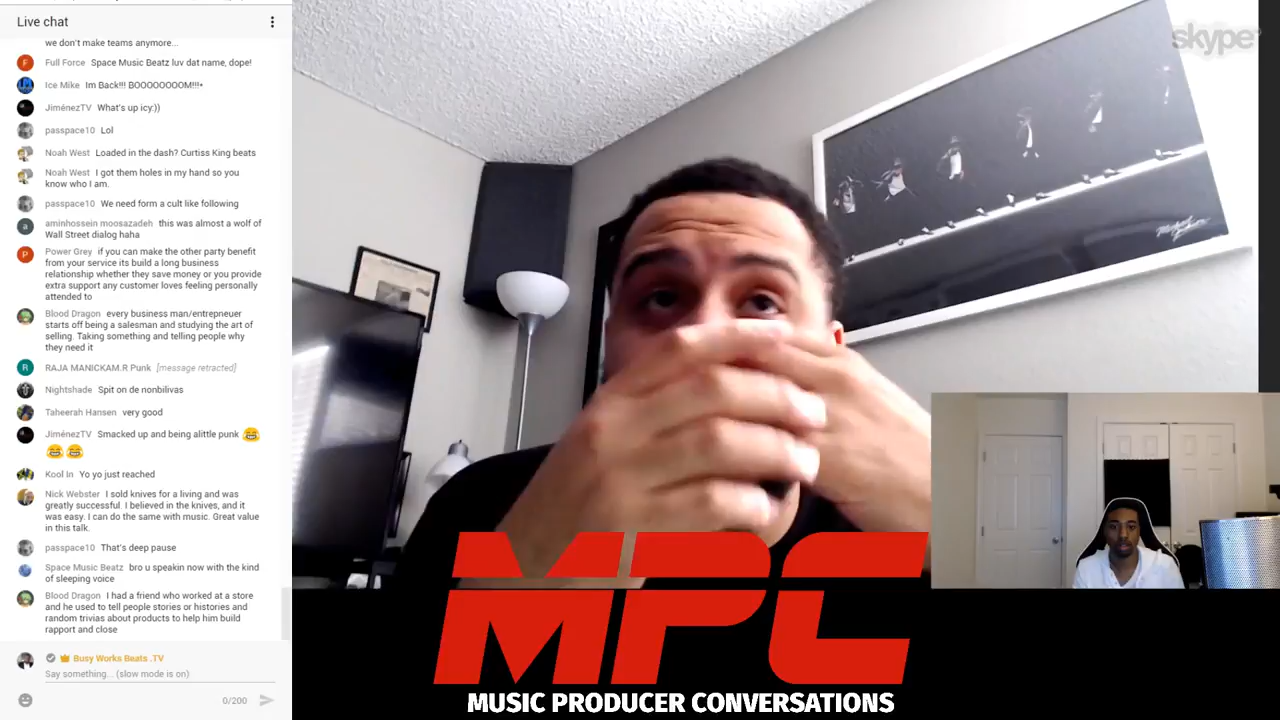 Live chat
we don't make teams anymore...
Full Force Space Music Beatz luv dat name, dope!
Ice Mike Im Back!!! BOOOOOOOOM!!!*
JiménezTV What's up icy:))
passpace10 Lol
Noah West Loaded in the dash? Curtiss King beats
Noah West I got them holes in my hand so you
know who I am.
passpace10 We need form a cult like following
aminhossein moosazadeh this was almost a wolf of
Wall Street dialog haha
Power Grey if you can make the other party benefit
from your service its build a long business
relationship whether they save money or you provide
extra support any customer loves feeling personally
attended to
Blood Dragon every business man/entrepneuer
starts off being a salesman and studying the art of
selling. Taking something and telling people why
they need it
RAJA MANICKAM.R Punk [message retracted]
Nightshade Spit on de nonbilivas
Taheerah Hansen very good
JiménezTV Smacked up and being alittle punk 😂
😂 😂
Kool In Yo yo just reached
Nick Webster I sold knives for a living and was
greatly successful. I believed in the knives, and it
was easy. I can do the same with music. Great value
in this talk.
passpace10 That's deep pause
Space Music Beatz bro u speakin now with the kind
of sleeping voice
Blood Dragon I had a friend who worked at a store
and he used to tell people stories or histories and
random trivias about products to help him build
rapport and close
Busy Works Beats .TV
Say something... (slow mode is on)
0/200
skype
MPC
MUSIC PRODUCER CONVERSATIONS